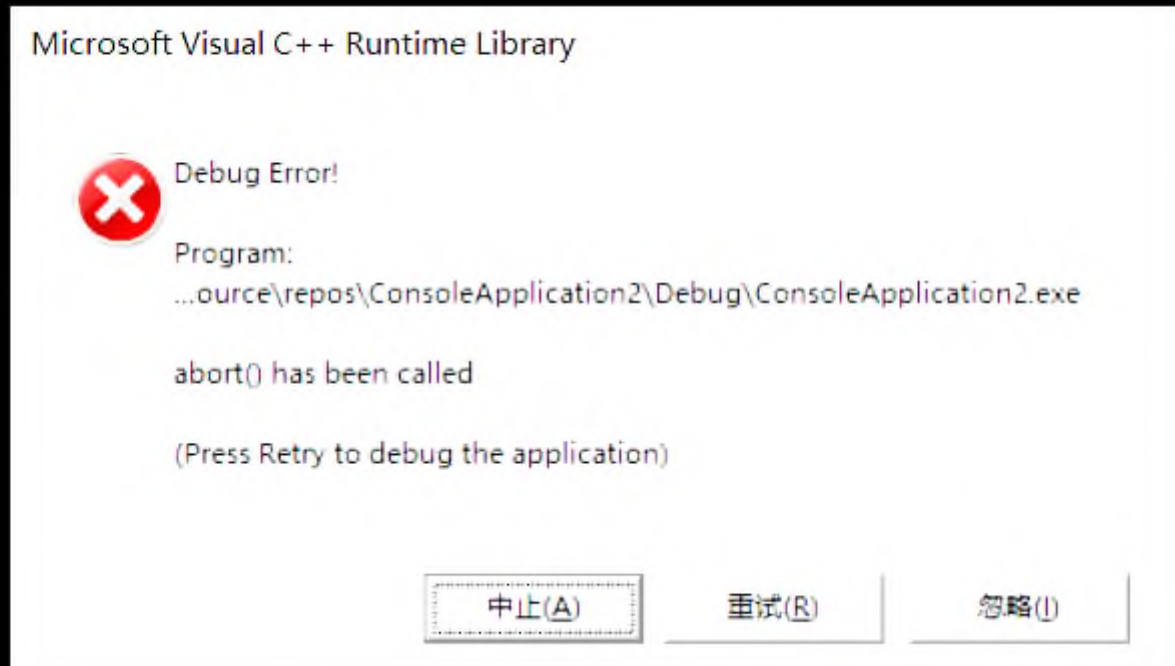 Microsoft Visual C++ Runtime Library
Debug Error!
Program:
...ource\repos\ConsoleApplication2\Debug\ConsoleApplication2.exe
abort() has been called
(Press Retry to debug the application)
中止(A)
重试(R)
忽略(I)